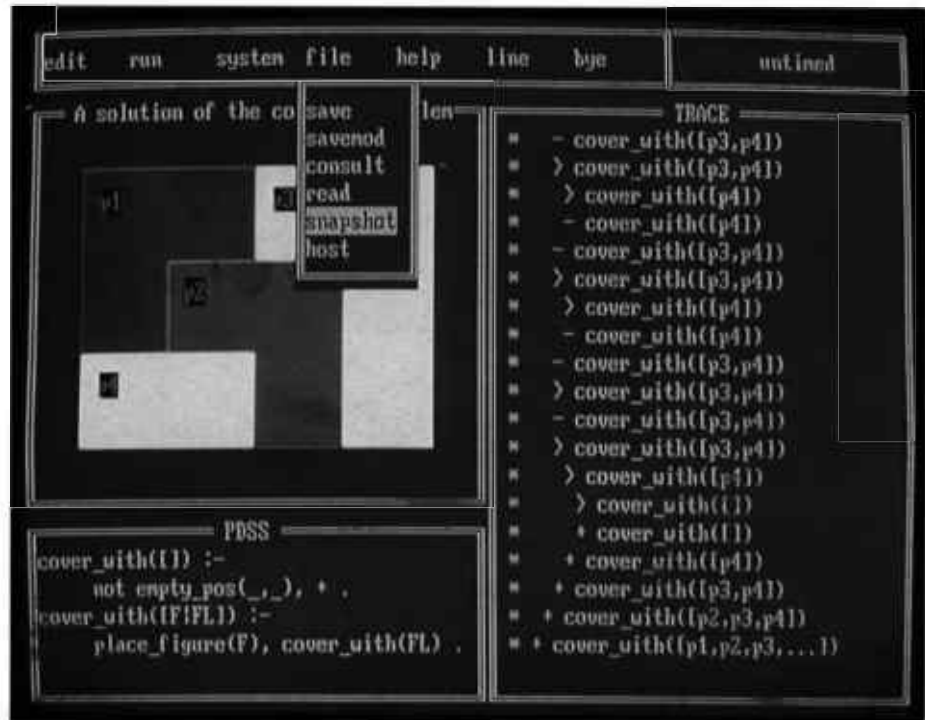 edit run system file help line bye untimed
A solution of the co len
save
savemod
consult
read
snapshot
host
p1
p2
TRACE
* - cover_with([p3,p4])
* > cover_with([p3,p4])
* > cover_with([p4])
* - cover_with([p4])
* - cover_with([p3,p4])
* > cover_with([p3,p4])
* > cover_with([p4])
* - cover_with([p4])
* - cover_with([p3,p4])
* > cover_with([p3,p4])
* - cover_with([p3,p4])
* > cover_with([p3,p4])
* > cover_with([p4])
* > cover_with([])
* + cover_with([])
* + cover_with([p4])
* + cover_with([p3,p4])
* + cover_with([p2,p3,p4])
* + cover_with([p1,p2,p3,...])
PDSS
cover_with([]) :-
not empty_pos(_,_), + .
cover_with([F|FL]) :-
place_figure(F), cover_with(FL) .